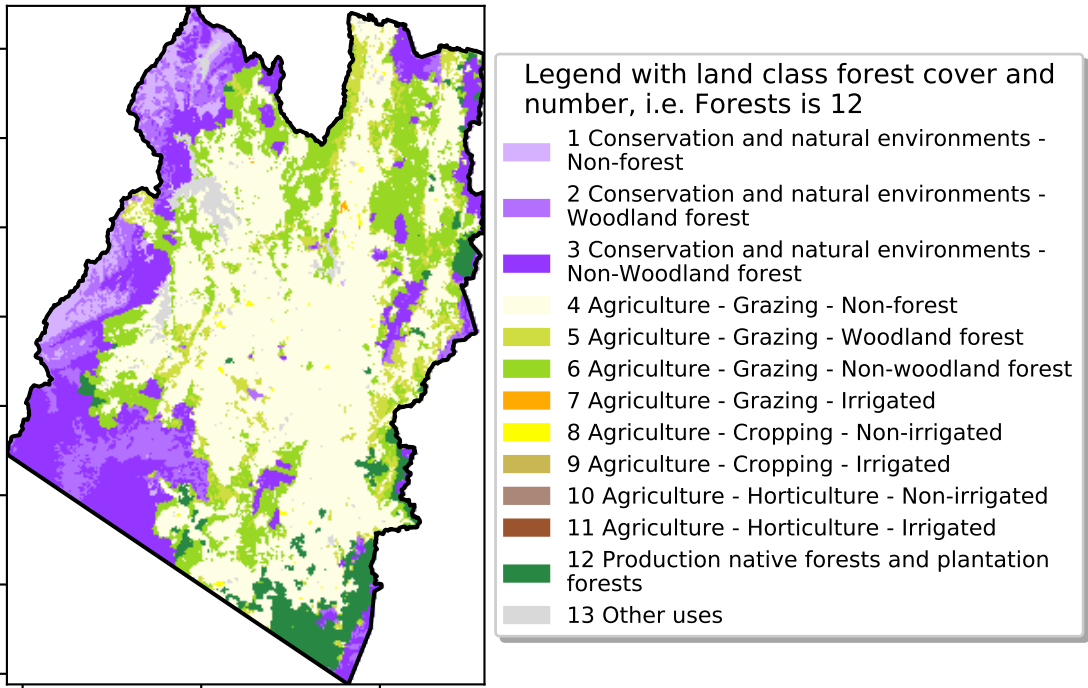 Legend with land class forest cover and
number, i.e. Forests is 12
1 Conservation and natural environments -
Non-forest
2 Conservation and natural environments -
Woodland forest
3 Conservation and natural environments -
Non-Woodland forest
4 Agriculture - Grazing - Non-forest
5 Agriculture - Grazing - Woodland forest
6 Agriculture - Grazing - Non-woodland forest
7 Agriculture - Grazing - Irrigated
8 Agriculture - Cropping - Non-irrigated
9 Agriculture - Cropping - Irrigated
10 Agriculture - Horticulture - Non-irrigated
11 Agriculture - Horticulture - Irrigated
12 Production native forests and plantation
forests
13 Other uses